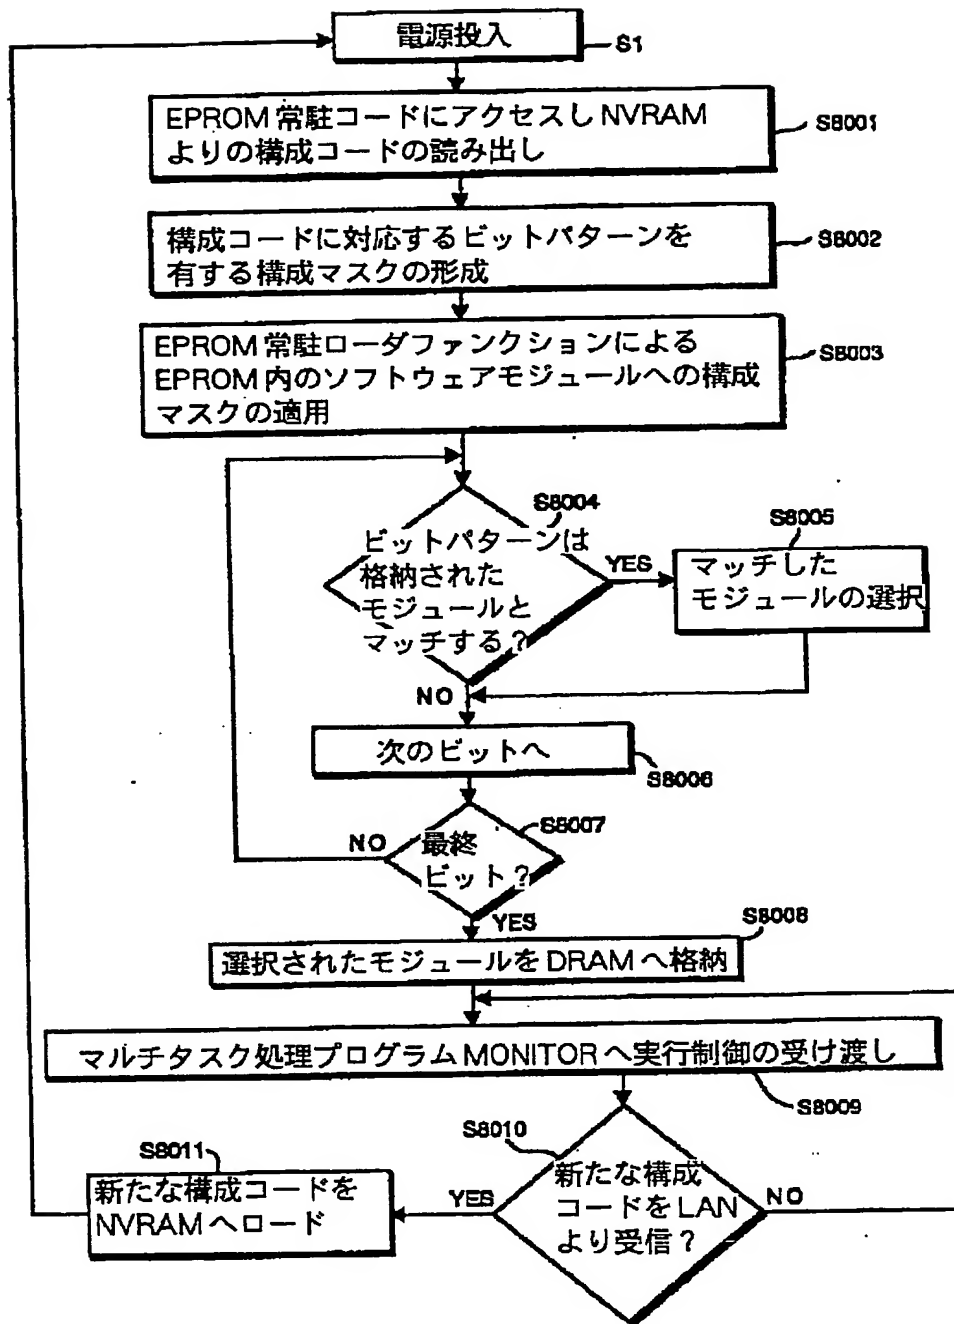 電源投入
S1
EPROM 常駐コードにアクセスし NVRAM
よりの構成コードの読み出し
S8001
構成コードに対応するビットパターンを
有する構成マスクの形成
S8002
EPROM 常駐ローダファンクションによる
EPROM 内のソフトウェアモジュールへの構成
マスクの適用
S8003
S8004
ビットパターンは
格納された
モジュールと
マッチする？
YES
S8005
マッチした
モジュールの選択
NO
次のビットへ
S8006
S8007
最終
ビット？
NO
YES
S8008
選択されたモジュールを DRAM へ格納
マルチタスク処理プログラム MONITOR へ実行制御の受け渡し
S8009
S8010
新たな構成
コードを LAN
より受信？
YES
NO
S8011
新たな構成コードを
NVRAM へロード